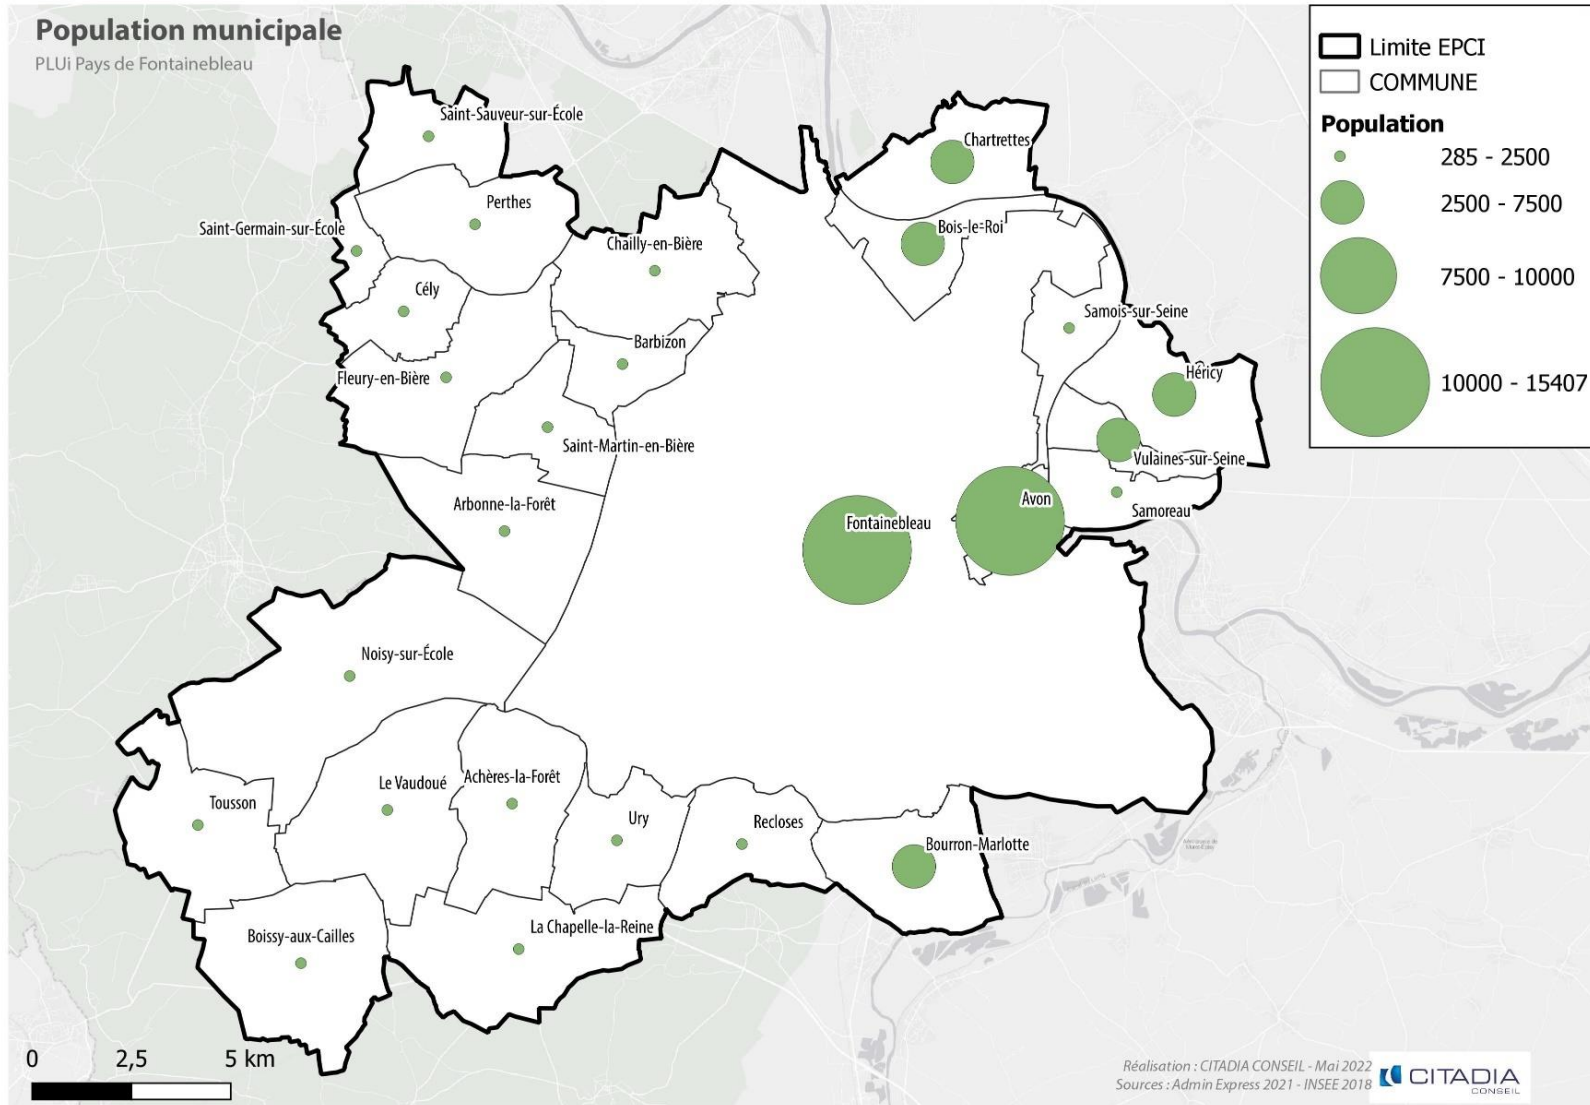 Population municipale
PLUi Pays de Fontainebleau
Limite EPCI
COMMUNE
Population
285 - 2500
2500 - 7500
7500 - 10000
10000 - 15407
Saint-Sauveur-sur-École
Chartrettes
Perthes
Saint-Germain-sur-École
Bois-le-Roi
Chailly-en-Bière
Cély
Samois-sur-Seine
Barbizon
Fleury-en-Bière
Héricy
Saint-Martin-en-Bière
Vulaines-sur-Seine
Avon
Arbonne-la-Forêt
Samoreau
Fontainebleau
Noisy-sur-École
Achères-la-Forêt
Le Vaudoué
Tousson
Ury
Recloses
Bourron-Marlotte
La Chapelle-la-Reine
Boissy-aux-Cailles
0 2,5 5 km
Réalisation : CITADIA CONSEIL - Mai 2022
Sources : Admin Express 2021 - INSEE 2018
CITADIA
CONSEIL